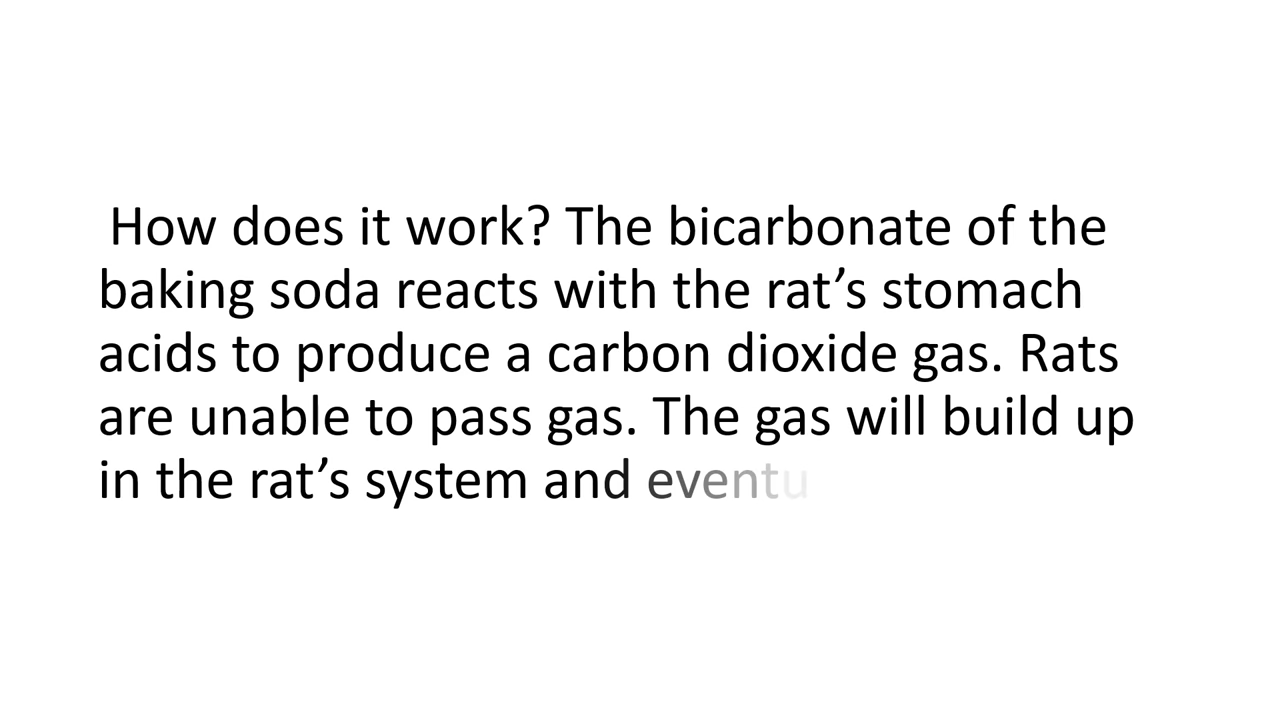 How does it work? The bicarbonate of the
baking soda reacts with the rat’s stomach
acids to produce a carbon dioxide gas. Rats
are unable to pass gas. The gas will build up
in the rat’s system and eventu